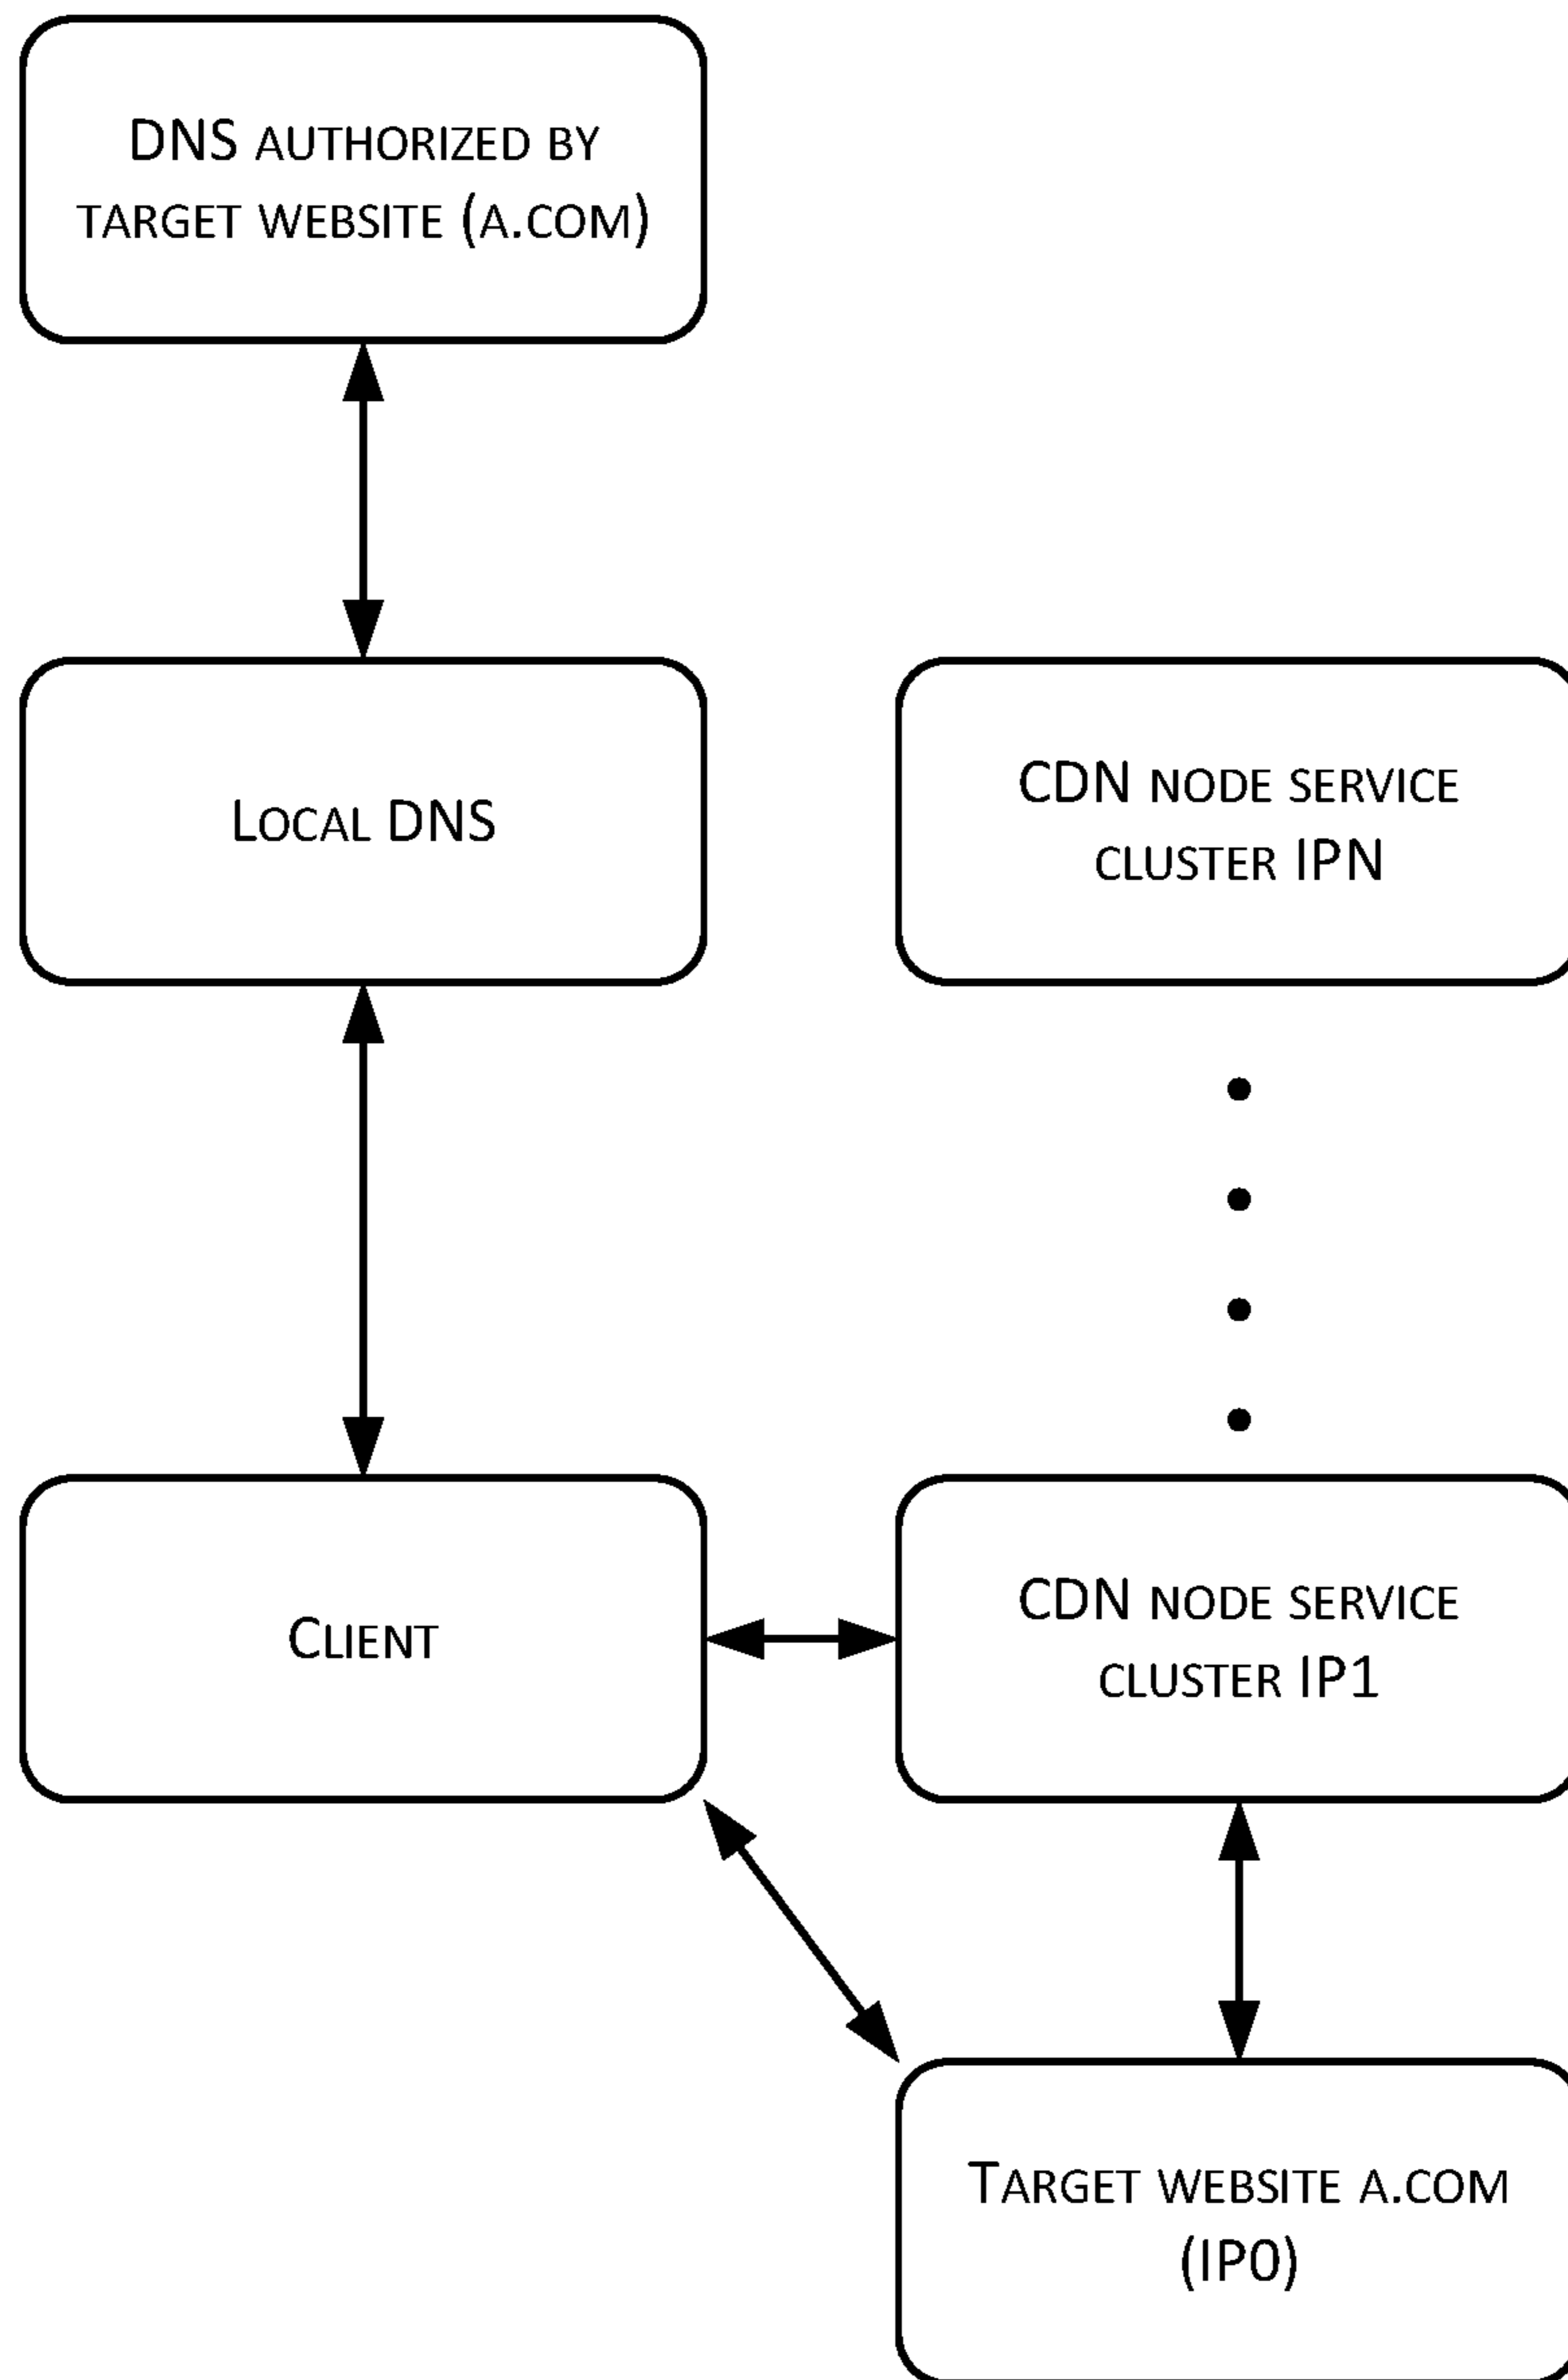 DNS AUTHORIZED BY
TARGET WEBSITE (A.COM)
LOCAL DNS
CDN NODE SERVICE
CLUSTER IPN
CLIENT
CDN NODE SERVICE
CLUSTER IP1
TARGET WEBSITE A.COM
(IP0)